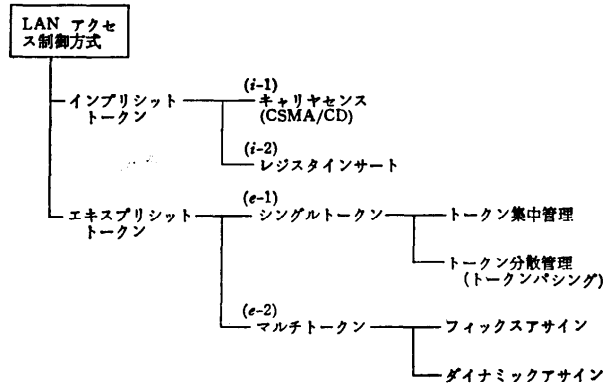 LAN アクセ
ス制御方式
インプリシット
トークン
(i-1)
キャリヤセンス
(CSMA/CD)
(i-2)
レジスタインサート
エキスプリシット
トークン
(e-1)
シングルトークン
トークン集中管理
トークン分散管理
(トークンパシング)
(e-2)
マルチトークン
フィックスアサイン
ダイナミックアサイン